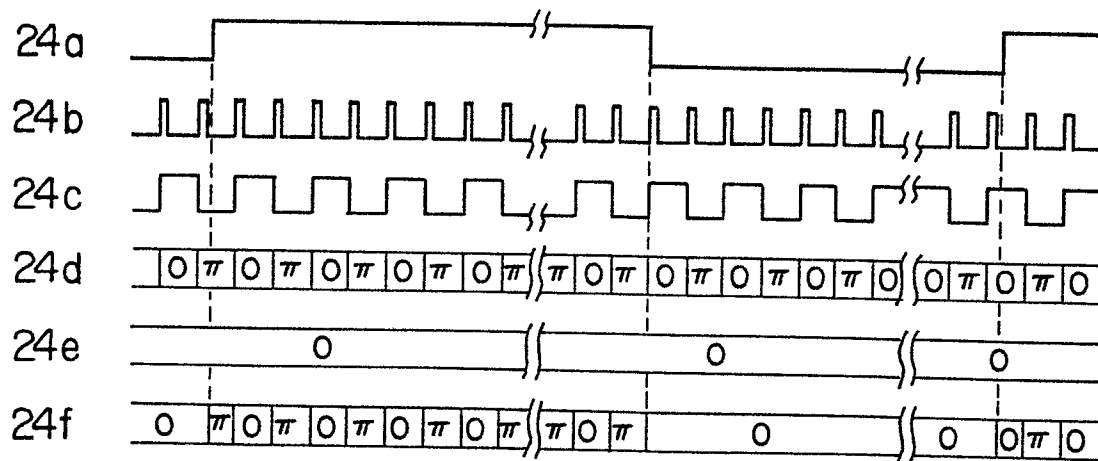 24a
24b
24c
24d 0 π 0 π 0 π 0 π 0 π π 0 π 0 π 0 π 0 π 0 0 π 0 π 0
24e 0 0 0
24f 0 π 0 π 0 π 0 π 0 π π 0 π 0 0 0 π 0